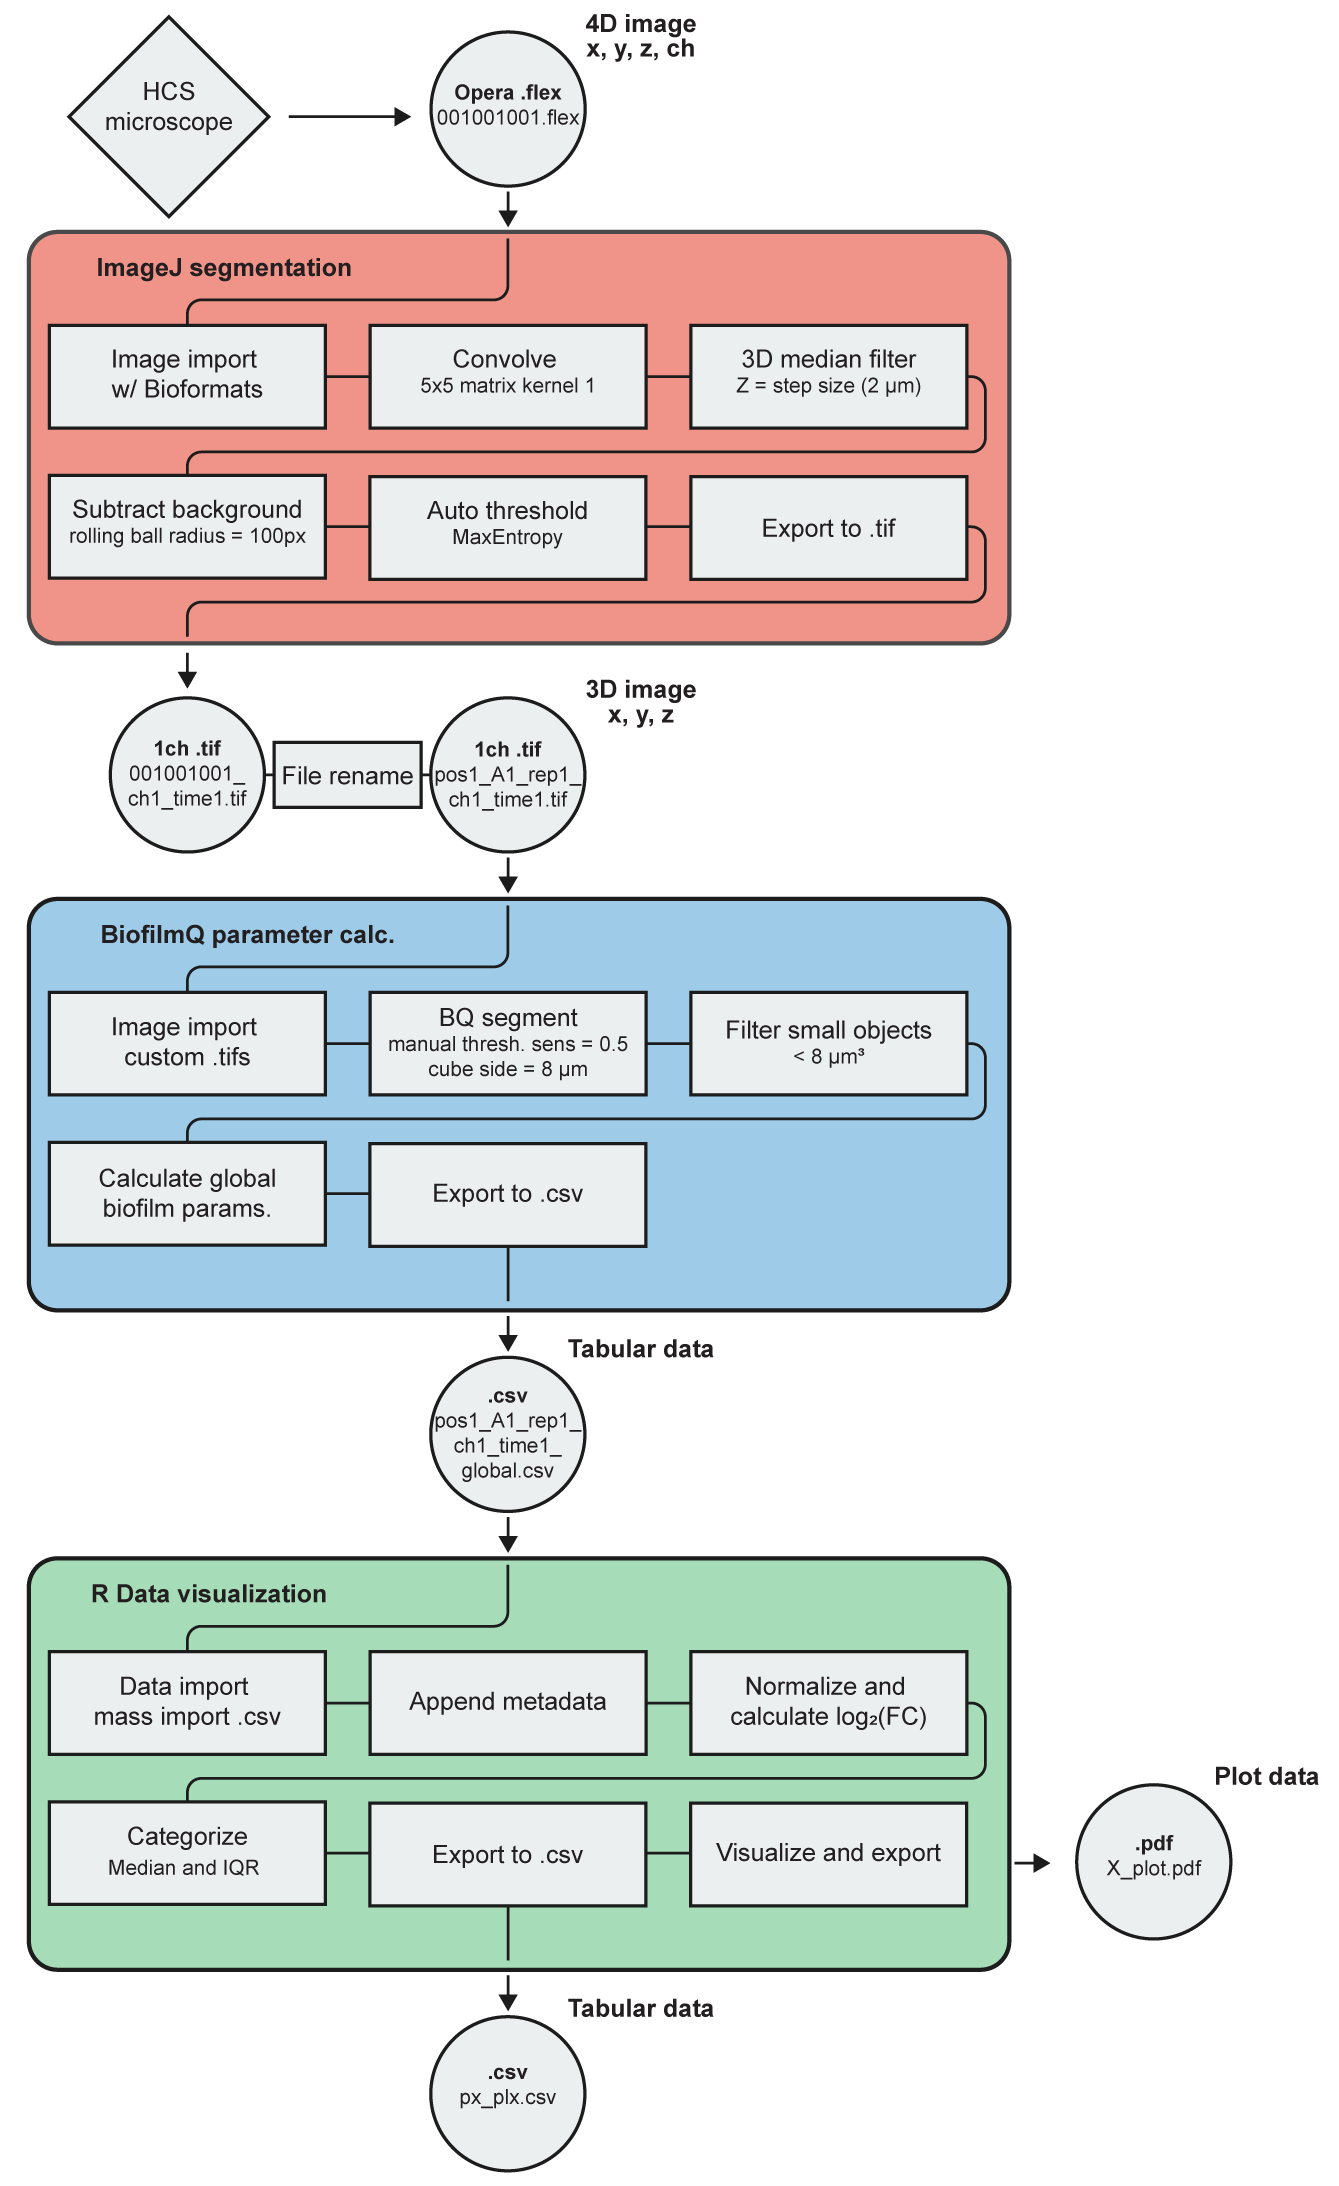 4D image
x, y, z, ch
HCS
microscope
Opera .flex
001001001.flex
ImageJ segmentation
Image import
w/ Bioformats
Convolve
5x5 matrix kernel 1
3D median filter
Z = step size (2 µm)
Subtract background
rolling ball radius = 100px
Auto threshold
MaxEntropy
Export to .tif
3D image
x, y, z
1ch .tif
001001001_
ch1_time1.tif
File rename
1ch .tif
pos1_A1_rep1_
ch1_time1.tif
BiofilmQ parameter calc.
Image import
custom .tifs
BQ segment
manual thresh. sens = 0.5
cube side = 8 µm
Filter small objects
< 8 µm³
Calculate global
biofilm params.
Export to .csv
Tabular data
.csv
pos1_A1_rep1_
ch1_time1_
global.csv
R Data visualization
Data import
mass import .csv
Append metadata
Normalize and
calculate log₂(FC)
Categorize
Median and IQR
Export to .csv
Visualize and export
Plot data
.pdf
X_plot.pdf
Tabular data
.csv
px_plx.csv